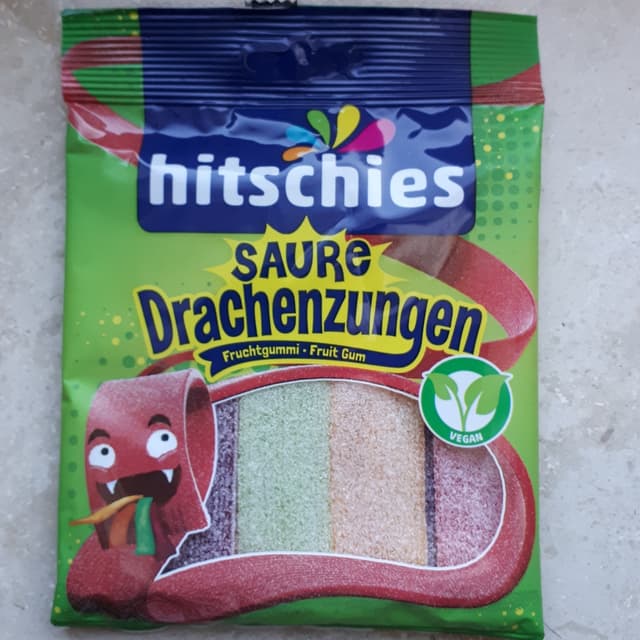 hitschies
SAURE
Drachenzungen
Fruchtgummi · Fruit Gum
VEGAN